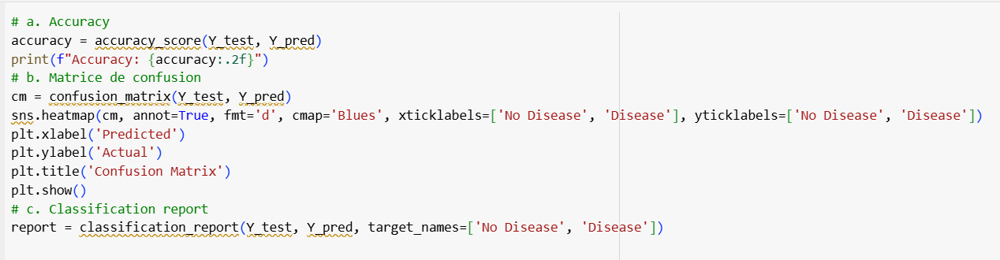 # a. Accuracy
accuracy = accuracy_score(Y_test, Y_pred)
print(f"Accuracy: {accuracy:.2f}")
# b. Matrice de confusion
cm = confusion_matrix(Y_test, Y_pred)
sns.heatmap(cm, annot=True, fmt='d', cmap='Blues', xticklabels=['No Disease', 'Disease'], yticklabels=['No Disease', 'Disease'])
plt.xlabel('Predicted')
plt.ylabel('Actual')
plt.title('Confusion Matrix')
plt.show()
# c. Classification report
report = classification_report(Y_test, Y_pred, target_names=['No Disease', 'Disease'])